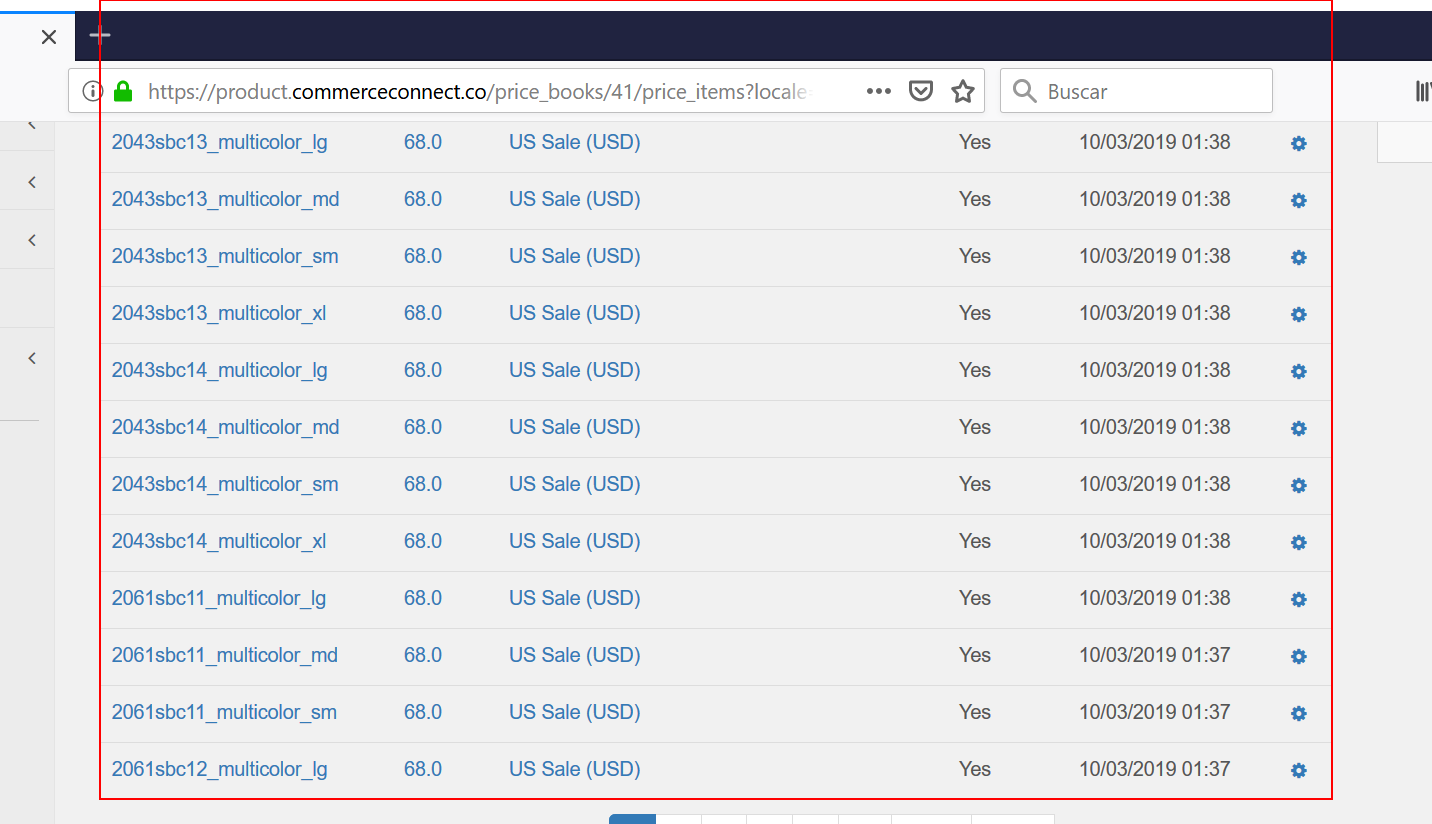 https://product.commerceconnect.co/price_books/41/price_items?locale= Buscar
2043sbc13_multicolor_lg 68.0 US Sale (USD) Yes 10/03/2019 01:38
2043sbc13_multicolor_md 68.0 US Sale (USD) Yes 10/03/2019 01:38
2043sbc13_multicolor_sm 68.0 US Sale (USD) Yes 10/03/2019 01:38
2043sbc13_multicolor_xl 68.0 US Sale (USD) Yes 10/03/2019 01:38
2043sbc14_multicolor_lg 68.0 US Sale (USD) Yes 10/03/2019 01:38
2043sbc14_multicolor_md 68.0 US Sale (USD) Yes 10/03/2019 01:38
2043sbc14_multicolor_sm 68.0 US Sale (USD) Yes 10/03/2019 01:38
2043sbc14_multicolor_xl 68.0 US Sale (USD) Yes 10/03/2019 01:38
2061sbc11_multicolor_lg 68.0 US Sale (USD) Yes 10/03/2019 01:38
2061sbc11_multicolor_md 68.0 US Sale (USD) Yes 10/03/2019 01:37
2061sbc11_multicolor_sm 68.0 US Sale (USD) Yes 10/03/2019 01:37
2061sbc12_multicolor_lg 68.0 US Sale (USD) Yes 10/03/2019 01:37